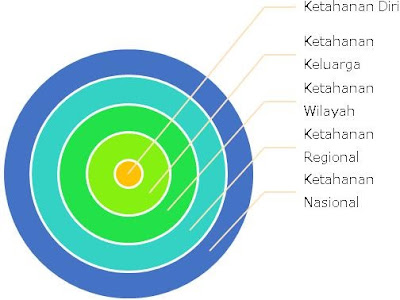 Ketahanan Diri
Ketahanan
Keluarga
Ketahanan
Wilayah
Ketahanan
Regional
Ketahanan
Nasional